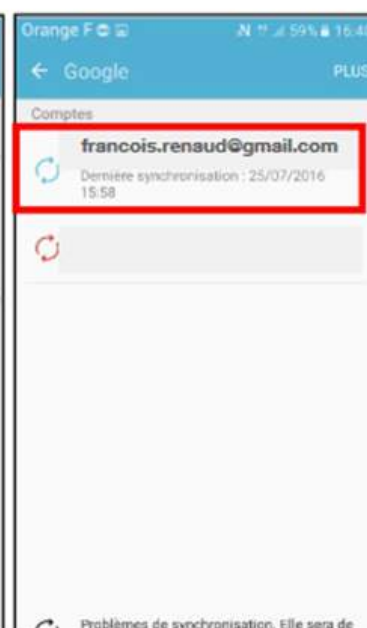 Orange F 59% 16:48
Google PLUS
Comptes
francois.renaud@gmail.com
Dernière synchronisation : 25/07/2016
15:58
Problèmes de synchronisation. Elle sera de